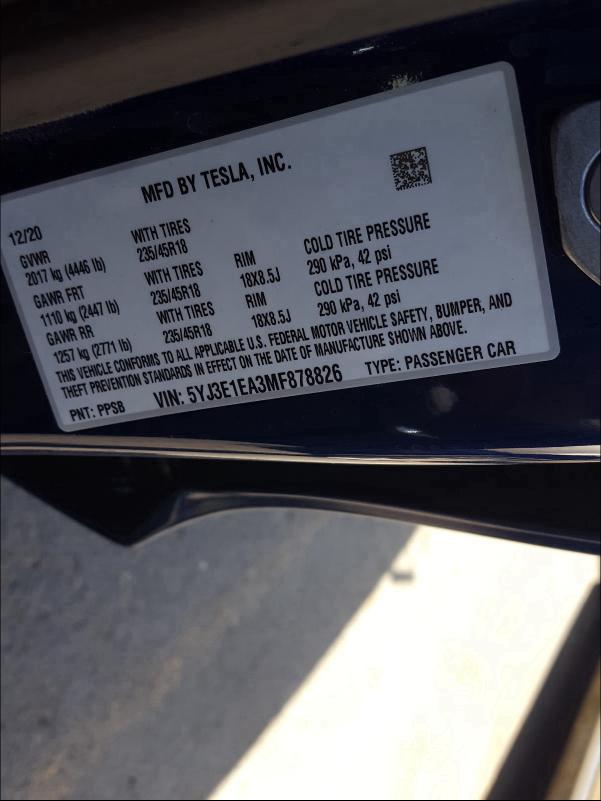 MFD BY TESLA, INC.
12/20
GVWR WITH TIRES
2017 kg (4446 lb) 235/45R18 RIM COLD TIRE PRESSURE
GAWR FRT WITH TIRES 18X8.5J 290 kPa, 42 psi
1110 kg (2447 lb) 235/45R18 RIM COLD TIRE PRESSURE
GAWR RR WITH TIRES 18X8.5J 290 kPa, 42 psi
1257 kg (2771 lb) 235/45R18
THIS VEHICLE CONFORMS TO ALL APPLICABLE U.S. FEDERAL MOTOR VEHICLE SAFETY, BUMPER, AND
THEFT PREVENTION STANDARDS IN EFFECT ON THE DATE OF MANUFACTURE SHOWN ABOVE.
PNT: PPSB VIN: 5YJ3E1EA3MF878826 TYPE: PASSENGER CAR